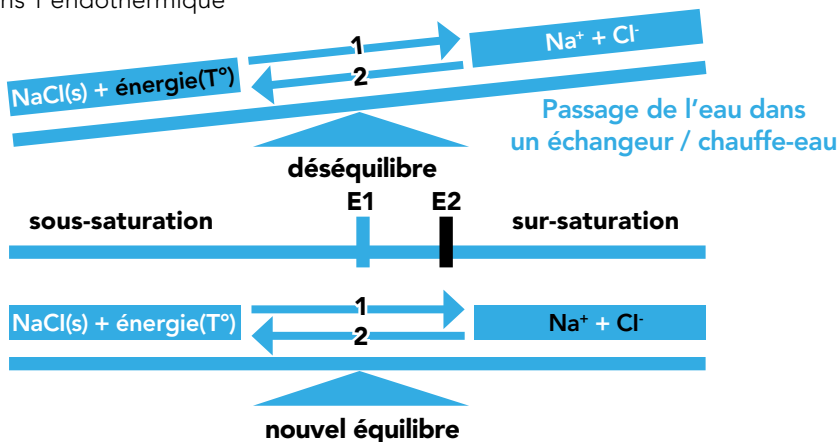 ns 1 endothermique
NaCl(s) + énergie(T°)
1
2
Na⁺ + Cl⁻
Passage de l'eau dans
un échangeur / chauffe-eau
déséquilibre
E1 E2
sous-saturation
sur-saturation
NaCl(s) + énergie(T°)
1
2
Na⁺ + Cl⁻
nouvel équilibre